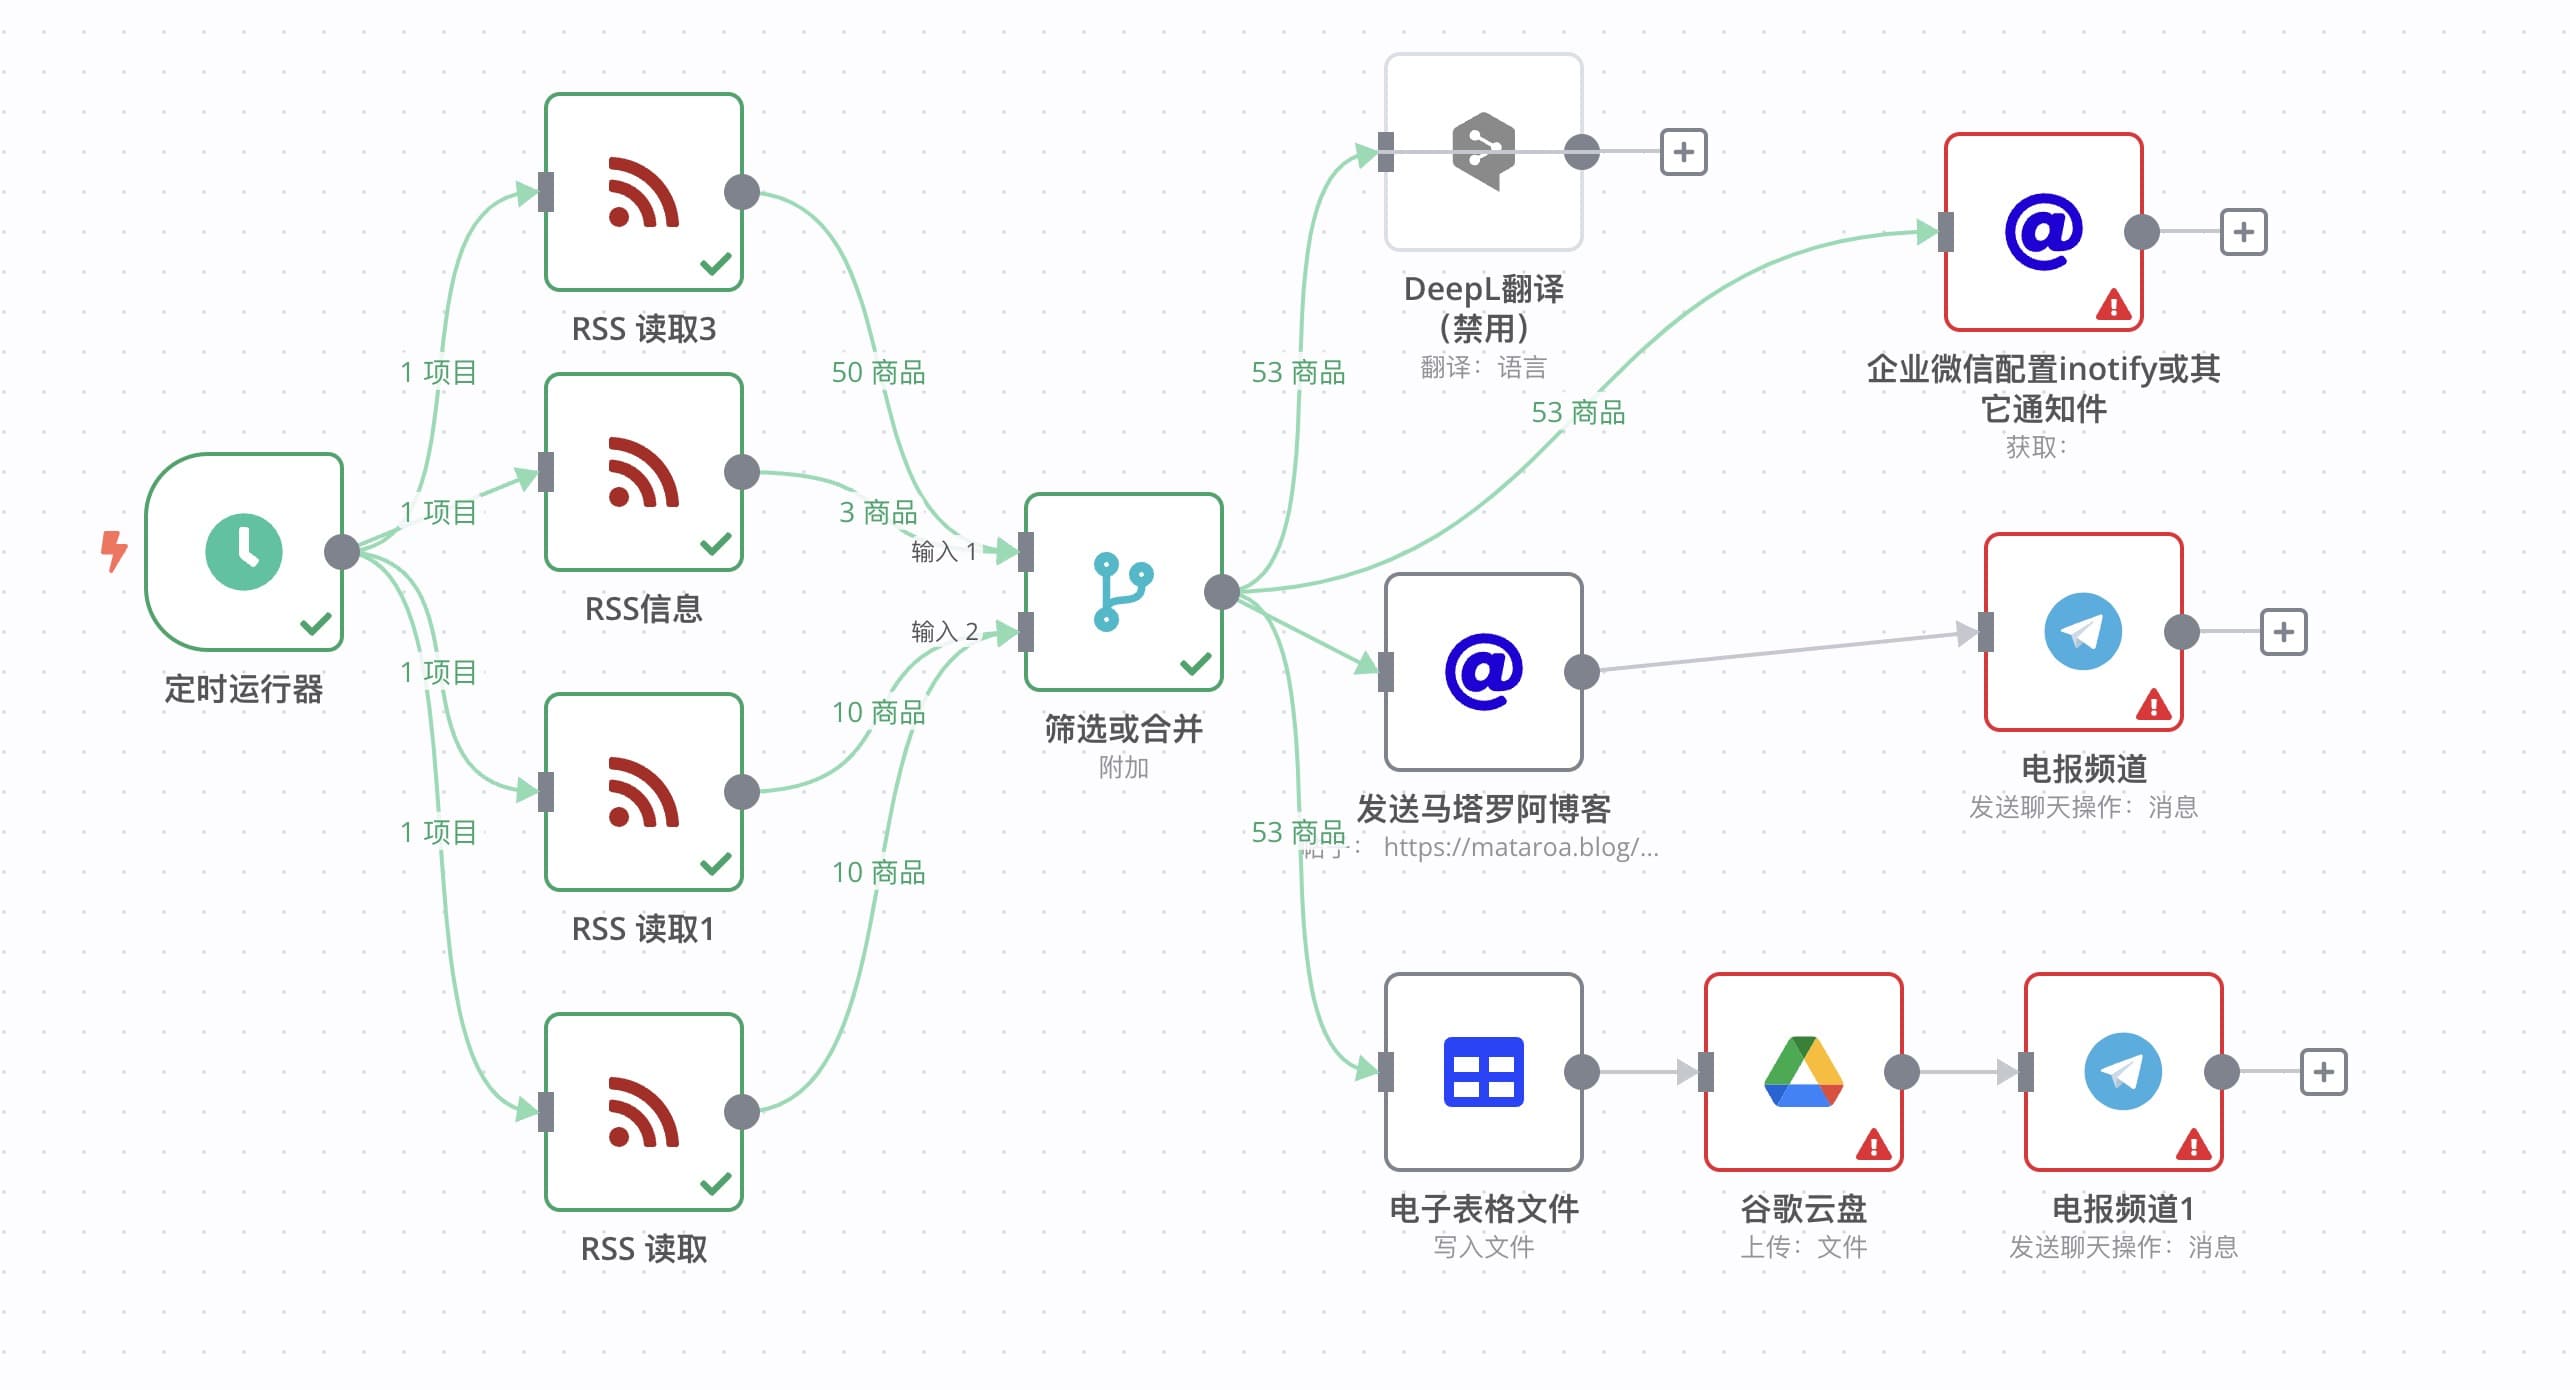 RSS 读取3
1 项目
50 商品
RSS信息
1 项目
3 商品
输入 1
输入 2
定时运行器
1 项目
10 商品
RSS 读取1
1 项目
10 商品
RSS 读取
筛选或合并
附加
DeepL翻译
（禁用）
翻译：语言
53 商品
53 商品
企业微信配置inotify或其
它通知件
获取：
发送马塔罗阿博客
https://mataroa.blog/...
53 商品
电报频道
发送聊天操作：消息
电子表格文件
写入文件
谷歌云盘
上传：文件
电报频道1
发送聊天操作：消息